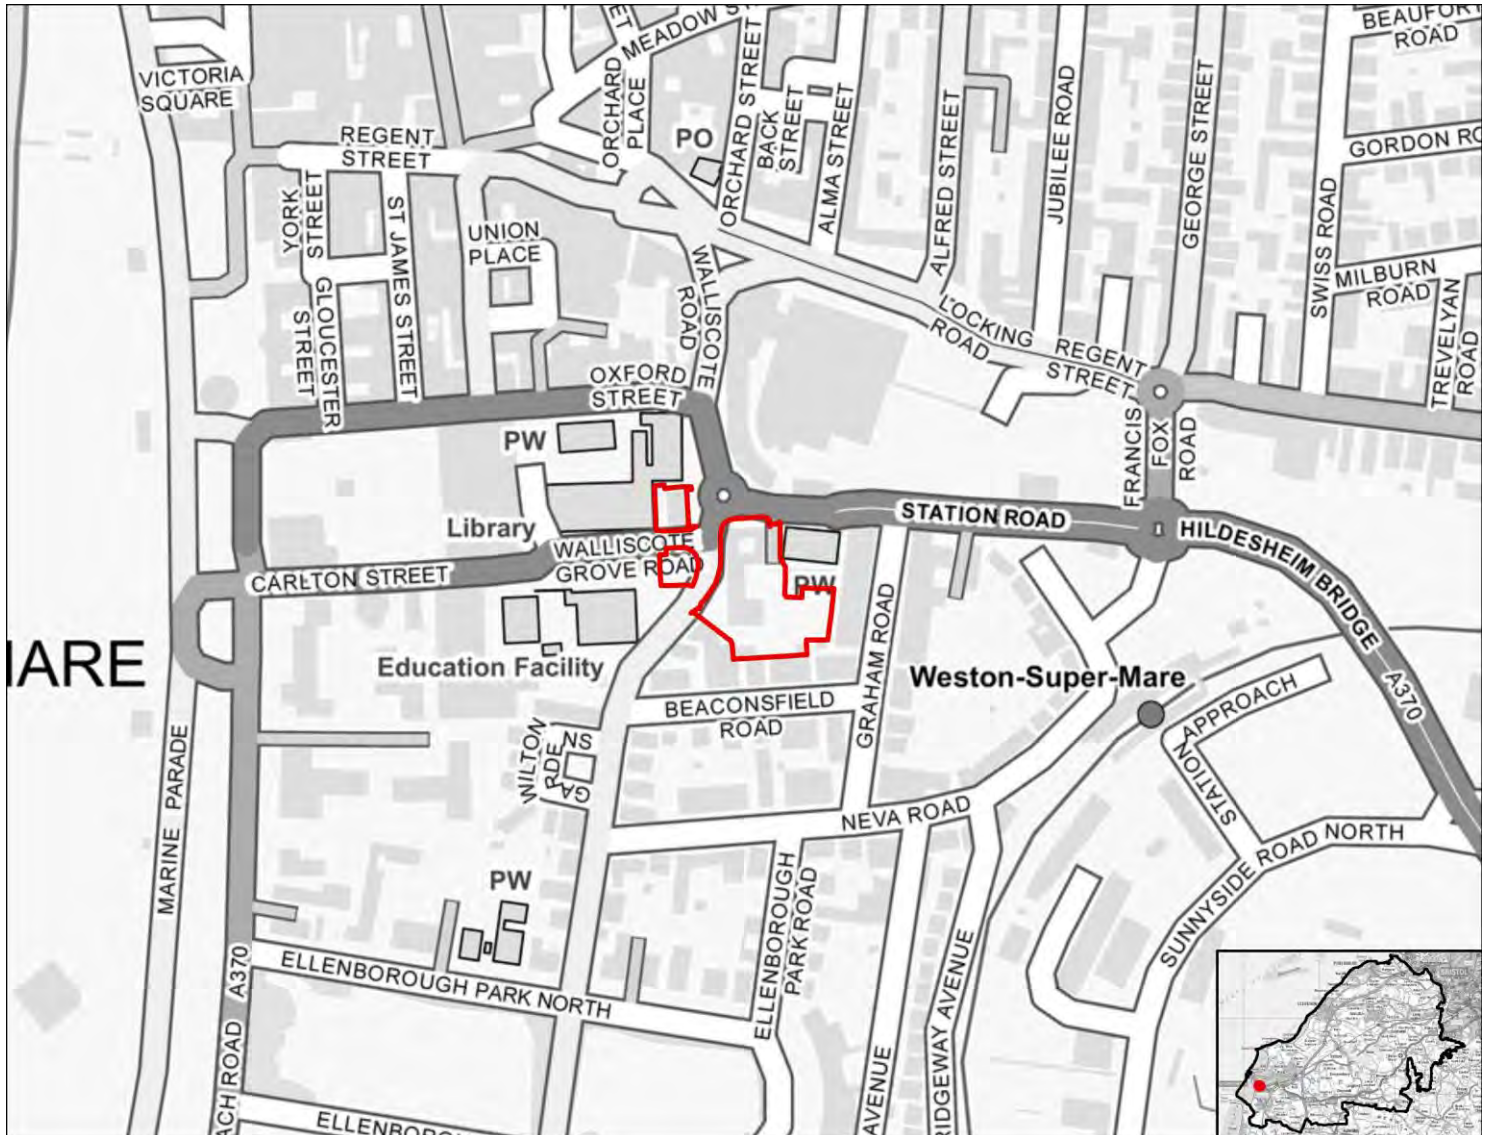 BEAUFORT
ROAD
MEADOW ST
VICTORIA
SQUARE
ORCHARD
PLACE
ORCHARD STREET
BACK
STREET
ALMA STREET
ALFRED STREET
JUBILEE ROAD
GEORGE STREET
REGENT
STREET
PO
GORDON RO
YORK
STREET
ST JAMES STREET
UNION
PLACE
SWISS ROAD
MILBURN
ROAD
TREVELYAN
ROAD
GLOUCESTER
STREET
WALLISCOTE
ROAD
LOCKING
ROAD
REGENT
STREET
OXFORD
STREET
FRANCIS
FOX
ROAD
PW
Library
STATION ROAD
HILDESHEIM BRIDGE
A370
WALLISCOTE
GROVE ROAD
CARLTON STREET
PW
GRAHAM ROAD
IARE
Education Facility
Weston-Super-Mare
BEACONSFIELD
ROAD
STATION
APPROACH
WILTON
GARDENS
MARINE PARADE
NEVA ROAD
SUNNYSIDE ROAD NORTH
PW
ELLENBOROUGH
PARK ROAD
ELLENBOROUGH PARK NORTH
A370
ACH ROAD
AVENUE
RIDGEWAY AVENUE
ELLENBOROU
BRISTOL